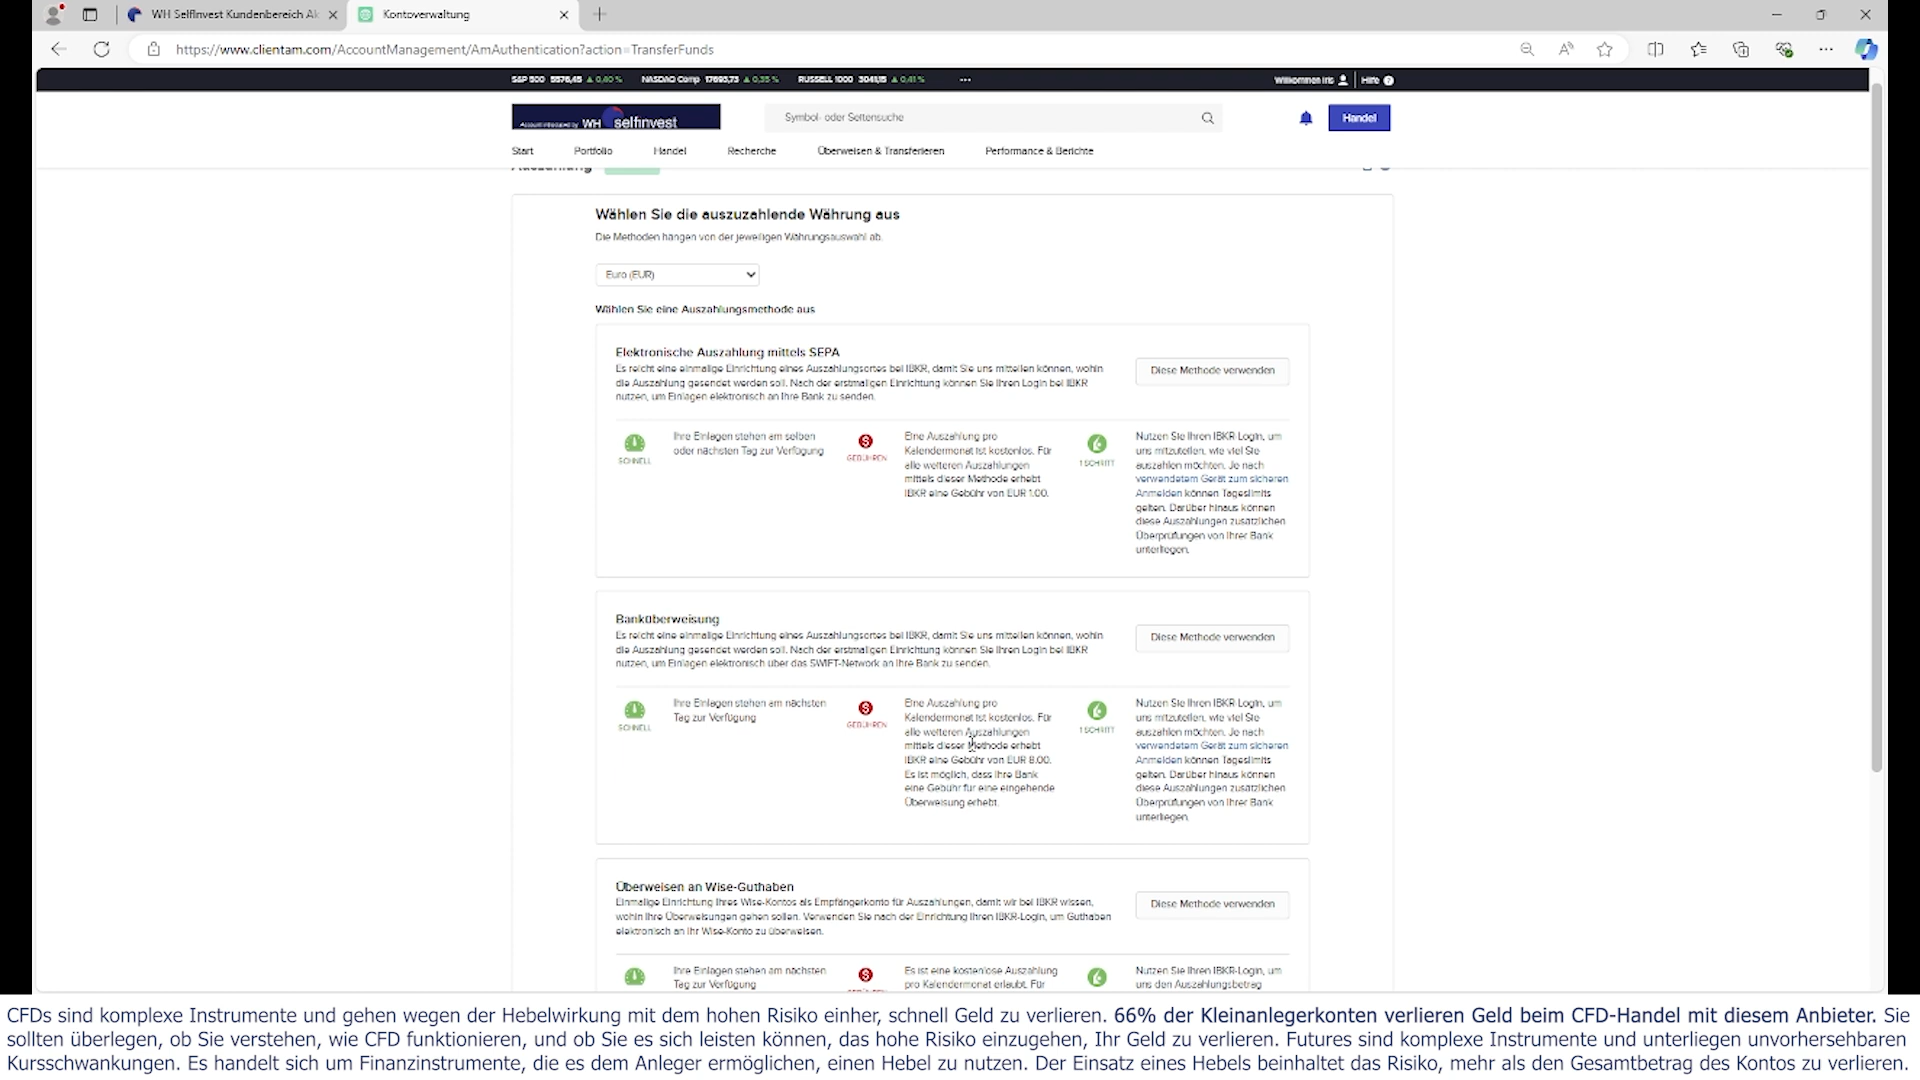 WH Selfinvest Kundenbereich Ak
Kontoverwaltung
https://www.clientam.com/AccountManagement/AmAuthentication?action=TransferFunds
S&P 500 5576,45 ▲ 0,10 % NASDAQ Comp 17693,73 ▲ 0,35 % RUSSELL 1000 3041,15 ▲ 0,41 % ...
Willkommen Iris | Hilfe
Account introduced by WH selfinvest
Symbol- oder Seitensuche
Handel
Start Portfolio Handel Recherche Überweisen & Transferieren Performance & Berichte
Auszahlung
Wählen Sie die auszuzahlende Währung aus
Die Methoden hängen von der jeweiligen Währungsauswahl ab.
Euro (EUR)
Wählen Sie eine Auszahlungsmethode aus
Elektronische Auszahlung mittels SEPA
Es reicht eine einmalige Einrichtung eines Auszahlungsortes bei IBKR, damit Sie uns mitteilen können, wohin
die Auszahlung gesendet werden soll. Nach der erstmaligen Einrichtung können Sie Ihren Login bei IBKR
nutzen, um Einlagen elektronisch an Ihre Bank zu senden.
Diese Methode verwenden
SCHNELL
Ihre Einlagen stehen am selben
oder nächsten Tag zur Verfügung
GEBÜHREN
Eine Auszahlung pro
Kalendermonat ist kostenlos. Für
alle weiteren Auszahlungen
mittels dieser Methode erhebt
IBKR eine Gebühr von EUR 1.00.
1 SCHRITT
Nutzen Sie Ihren IBKR-Login, um
uns mitzuteilen, wie viel Sie
auszahlen möchten. Je nach
verwendetem Gerät zum sicheren
Anmelden können Tageslimits
gelten. Darüber hinaus können
diese Auszahlungen zusätzlichen
Überprüfungen von Ihrer Bank
unterliegen.
Banküberweisung
Es reicht eine einmalige Einrichtung eines Auszahlungsortes bei IBKR, damit Sie uns mitteilen können, wohin
die Auszahlung gesendet werden soll. Nach der erstmaligen Einrichtung können Sie Ihren Login bei IBKR
nutzen, um Einlagen elektronisch über das SWIFT-Network an Ihre Bank zu senden.
Diese Methode verwenden
SCHNELL
Ihre Einlagen stehen am nächsten
Tag zur Verfügung
GEBÜHREN
Eine Auszahlung pro
Kalendermonat ist kostenlos. Für
alle weiteren Auszahlungen
mittels dieser Methode erhebt
IBKR eine Gebühr von EUR 8.00.
Es ist möglich, dass Ihre Bank
eine Gebühr für eine eingehende
Überweisung erhebt.
1 SCHRITT
Nutzen Sie Ihren IBKR-Login, um
uns mitzuteilen, wie viel Sie
auszahlen möchten. Je nach
verwendetem Gerät zum sicheren
Anmelden können Tageslimits
gelten. Darüber hinaus können
diese Auszahlungen zusätzlichen
Überprüfungen von Ihrer Bank
unterliegen.
Überweisen an Wise-Guthaben
Einmalige Einrichtung Ihres Wise-Kontos als Empfängerkonto für Auszahlungen, damit wir bei IBKR wissen,
wohin Ihre Überweisungen gehen sollen. Verwenden Sie nach der Einrichtung Ihren IBKR-Login, um Guthaben
elektronisch an Ihr Wise-Konto zu überweisen.
Diese Methode verwenden
Ihre Einlagen stehen am nächsten
Tag zur Verfügung
Es ist eine kostenlose Auszahlung
pro Kalendermonat erlaubt. Für
Nutzen Sie Ihren IBKR-Login, um
uns den Auszahlungsbetrag
CFDs sind komplexe Instrumente und gehen wegen der Hebelwirkung mit dem hohen Risiko einher, schnell Geld zu verlieren. 66% der Kleinanlegerkonten verlieren Geld beim CFD-Handel mit diesem Anbieter. Sie
sollten überlegen, ob Sie verstehen, wie CFD funktionieren, und ob Sie es sich leisten können, das hohe Risiko einzugehen, Ihr Geld zu verlieren. Futures sind komplexe Instrumente und unterliegen unvorhersehbaren
Kursschwankungen. Es handelt sich um Finanzinstrumente, die es dem Anleger ermöglichen, einen Hebel zu nutzen. Der Einsatz eines Hebels beinhaltet das Risiko, mehr als den Gesamtbetrag des Kontos zu verlieren.